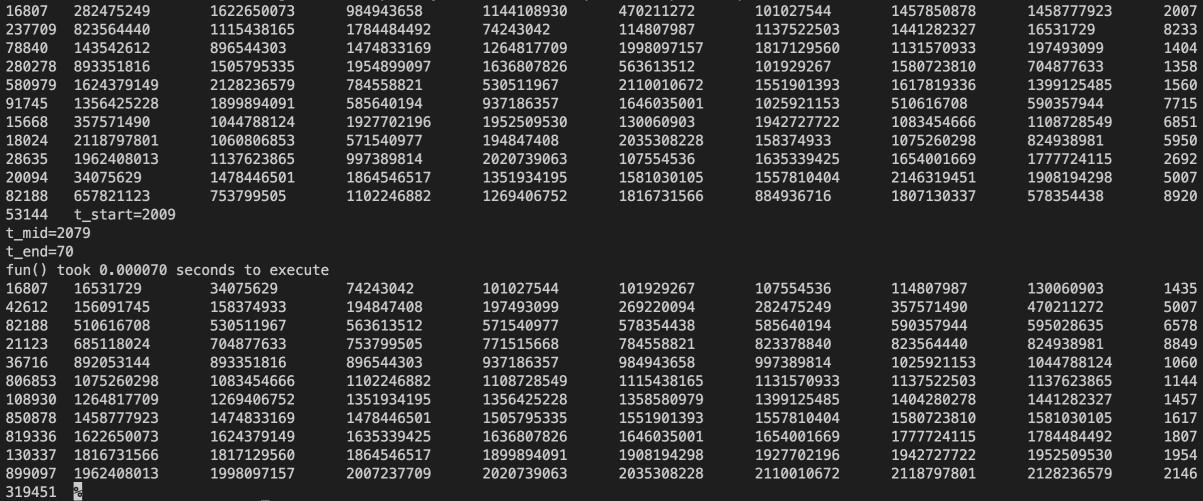 16807 282475249 1622650073 984943658 1144108930 470211272 101027544 1457850878 1458777923 2007
237709 823564440 1115438165 1784484492 74243042 114807987 1137522503 1441282327 16531729 8233
78840 143542612 896544303 1474833169 1264817709 1998097157 1817129560 1131570933 197493099 1404
280278 893351816 1505795335 1954899097 1636807826 563613512 101929267 1580723810 704877633 1358
580979 1624379149 2128236579 784558821 530511967 2110010672 1551901393 1617819336 1399125485 1560
91745 1356425228 1899894091 585640194 937186357 1646035001 1025921153 510616708 590357944 7715
15668 357571490 1044788124 1927702196 1952509530 130060903 1942727722 1083454666 1108728549 6851
18024 2118797801 1060806853 571540977 194847408 2035308228 158374933 1075260298 824938981 5950
28635 1962408013 1137623865 997389814 2020739063 107554536 1635339425 1654001669 1777724115 2692
20094 34075629 1478446501 1864546517 1351934195 1581030105 1557810404 2146319451 1908194298 5007
82188 657821123 753799505 1102246882 1269406752 1816731566 884936716 1807130337 578354438 8920
53144 t_start=2009
t_mid=2079
t_end=70
fun() took 0.000070 seconds to execute
16807 16531729 34075629 74243042 101027544 101929267 107554536 114807987 130060903 1435
42612 156091745 158374933 194847408 197493099 269220094 282475249 357571490 470211272 5007
82188 510616708 530511967 563613512 571540977 578354438 585640194 590357944 595028635 6578
21123 685118024 704877633 753799505 771515668 784558821 823378840 823564440 824938981 8849
36716 892053144 893351816 896544303 937186357 984943658 997389814 1025921153 1044788124 1060
806853 1075260298 1083454666 1102246882 1108728549 1115438165 1131570933 1137522503 1137623865 1144
108930 1264817709 1269406752 1351934195 1356425228 1358580979 1399125485 1404280278 1441282327 1457
850878 1458777923 1474833169 1478446501 1505795335 1551901393 1557810404 1580723810 1581030105 1617
819336 1622650073 1624379149 1635339425 1636807826 1646035001 1654001669 1777724115 1784484492 1807
130337 1816731566 1817129560 1864546517 1899894091 1908194298 1927702196 1942727722 1952509530 1954
899097 1962408013 1998097157 2007237709 2020739063 2035308228 2110010672 2118797801 2128236579 2146
319451 %